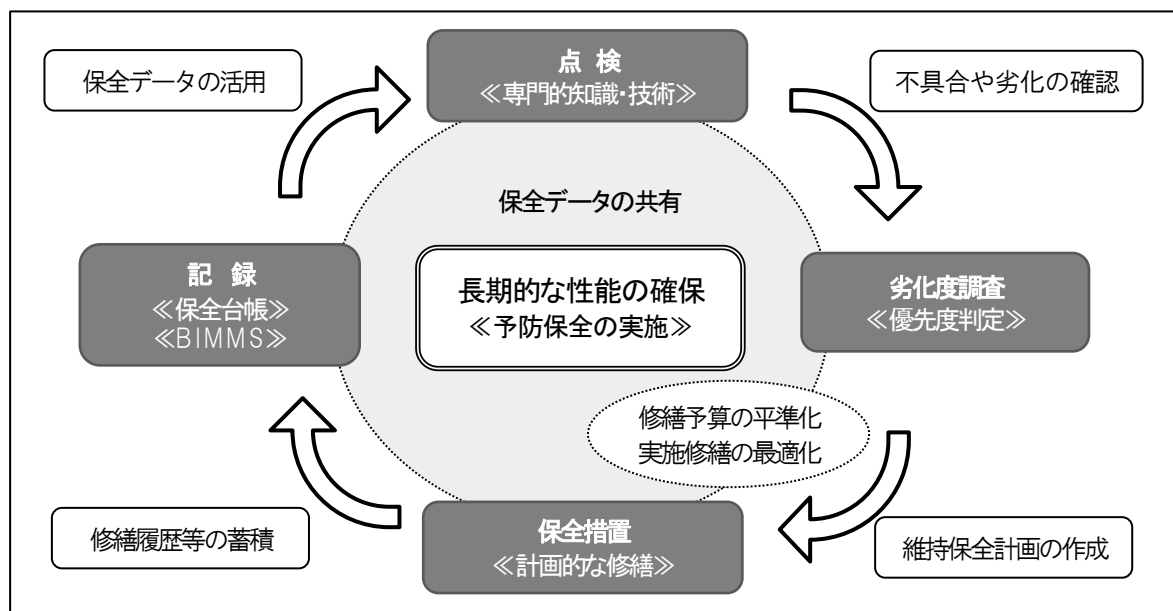 点 検
≪専門的知識・技術≫
保全データの活用
不具合や劣化の確認
保全データの共有
記 録
≪保全台帳≫
≪BIMMS≫
長期的な性能の確保
≪予防保全の実施≫
劣化度調査
≪優先度判定≫
修繕予算の平準化
実施修繕の最適化
保全措置
≪計画的な修繕≫
修繕履歴等の蓄積
維持保全計画の作成